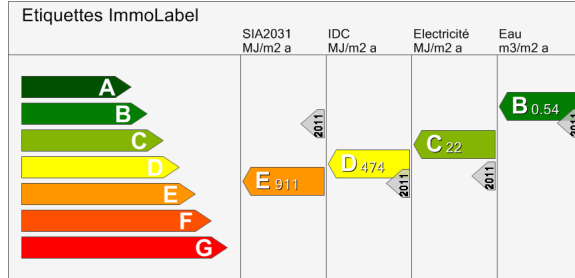 Etiquettes ImmoLabel
SIA2031 IDC Electricité Eau
MJ/m2 a MJ/m2 a MJ/m2 a m3/m2 a
A
B
C
D
E
F
G
2011
E 911
D 474
2011
C 22
2011
B 0.54
2011